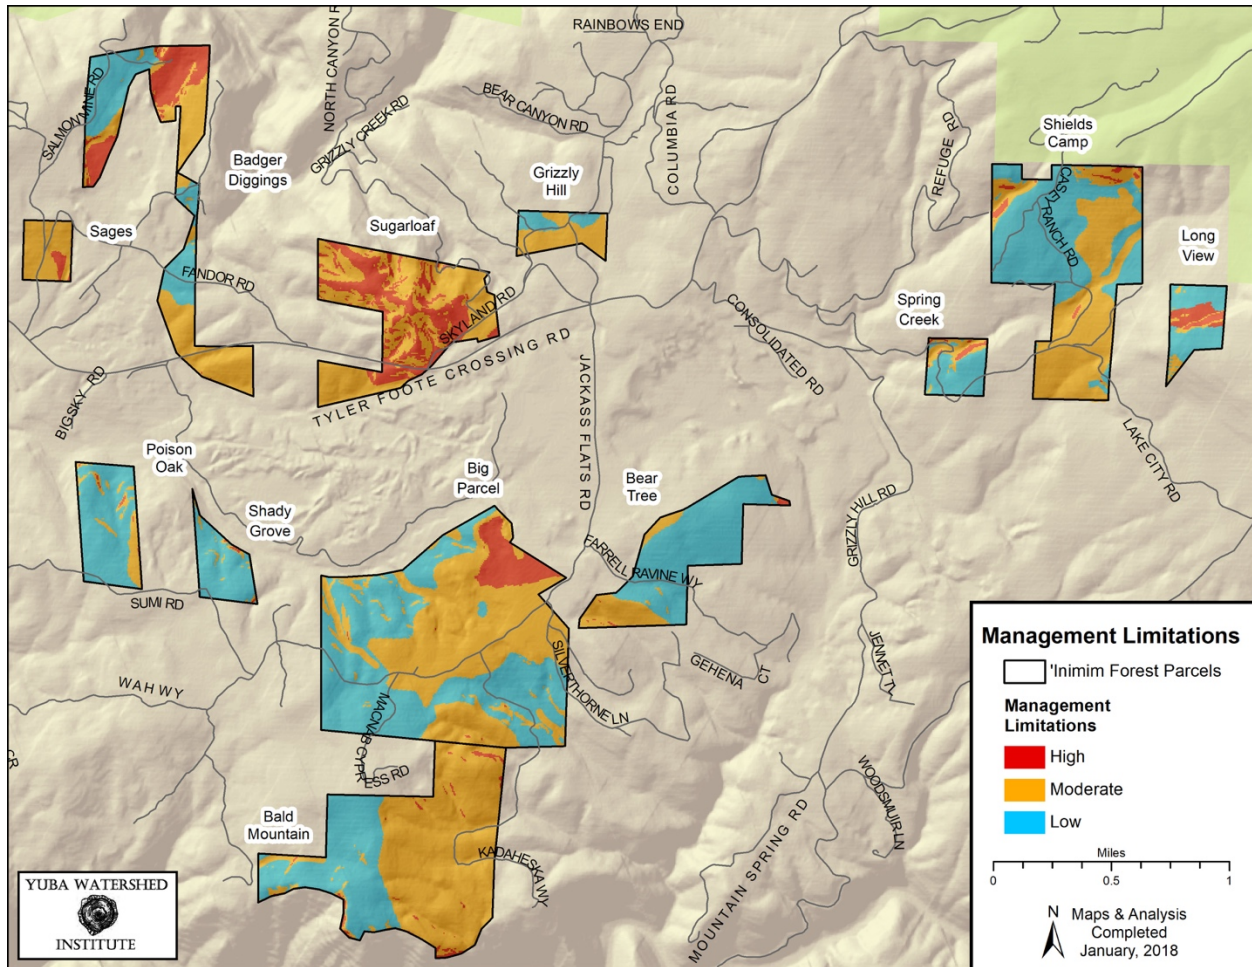 RAINBOWS END
NORTH CANYON R
SALMON MINE RD
GRIZZLY CREEK RD
BEAR CANYON RD
COLUMBIA RD
REFUGE RD
Shields
Camp
CASEY RANCH RD
Badger
Diggings
Grizzly
Hill
Sages
Sugarloaf
Long
View
FANDOR RD
SKYLAND RD
Spring
Creek
CONSOLIDATED RD
TYLER FOOTE CROSSING RD
JACKASS FLATS RD
BIGSKY RD
LAKE CITY RD
Poison
Oak
Big
Parcel
Bear
Tree
Shady
Grove
GRIZZLY HILL RD
FARRELL RAVINE WY
SUMI RD
SILVERTHORNE LN
GEHENA CT
JENNET TL
WAH WY
MACNAB CYPRESS RD
CR
WOODSMUIR LN
Bald
Mountain
KADAHESKA WY
MOUNTAIN SPRING RD
YUBA WATERSHED
INSTITUTE
Management Limitations
'Inimim Forest Parcels
Management
Limitations
High
Moderate
Low
Miles
0 0.5 1
N
Maps & Analysis
Completed
January, 2018